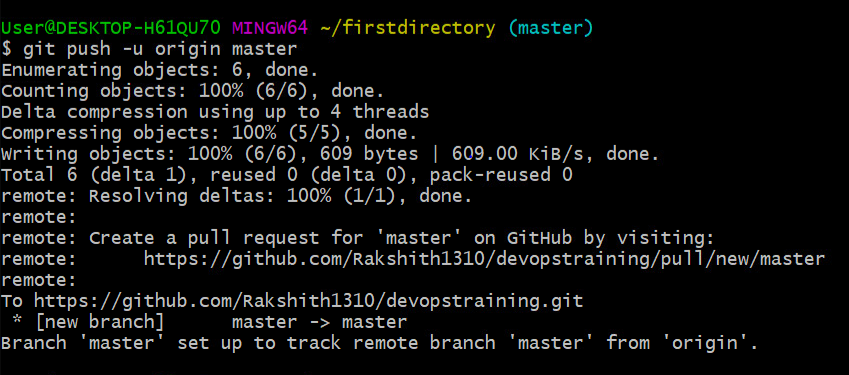 User@DESKTOP-H61QU70 MINGW64 ~/firstdirectory (master)
$ git push -u origin master
Enumerating objects: 6, done.
Counting objects: 100% (6/6), done.
Delta compression using up to 4 threads
Compressing objects: 100% (5/5), done.
Writing objects: 100% (6/6), 609 bytes | 609.00 KiB/s, done.
Total 6 (delta 1), reused 0 (delta 0), pack-reused 0
remote: Resolving deltas: 100% (1/1), done.
remote:
remote: Create a pull request for 'master' on GitHub by visiting:
remote:      https://github.com/Rakshith1310/devopstraining/pull/new/master
remote:
To https://github.com/Rakshith1310/devopstraining.git
 * [new branch]      master -> master
Branch 'master' set up to track remote branch 'master' from 'origin'.